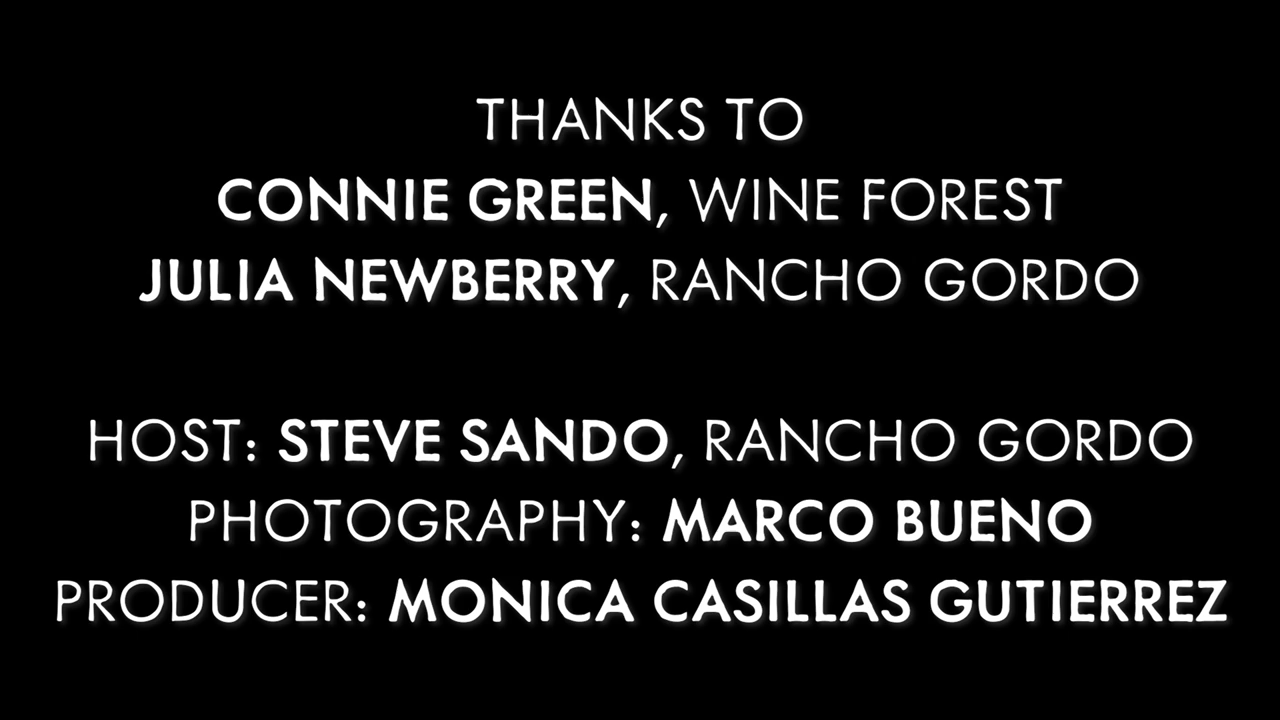 THANKS TO
CONNIE GREEN, WINE FOREST
JULIA NEWBERRY, RANCHO GORDO
HOST: STEVE SANDO, RANCHO GORDO
PHOTOGRAPHY: MARCO BUENO
PRODUCER: MONICA CASILLAS GUTIERREZ